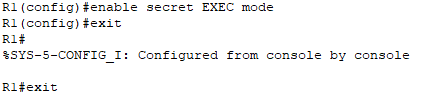 R1(config)#enable secret EXEC mode
R1(config)#exit
R1#
%SYS-5-CONFIG_I: Configured from console by console
R1#exit